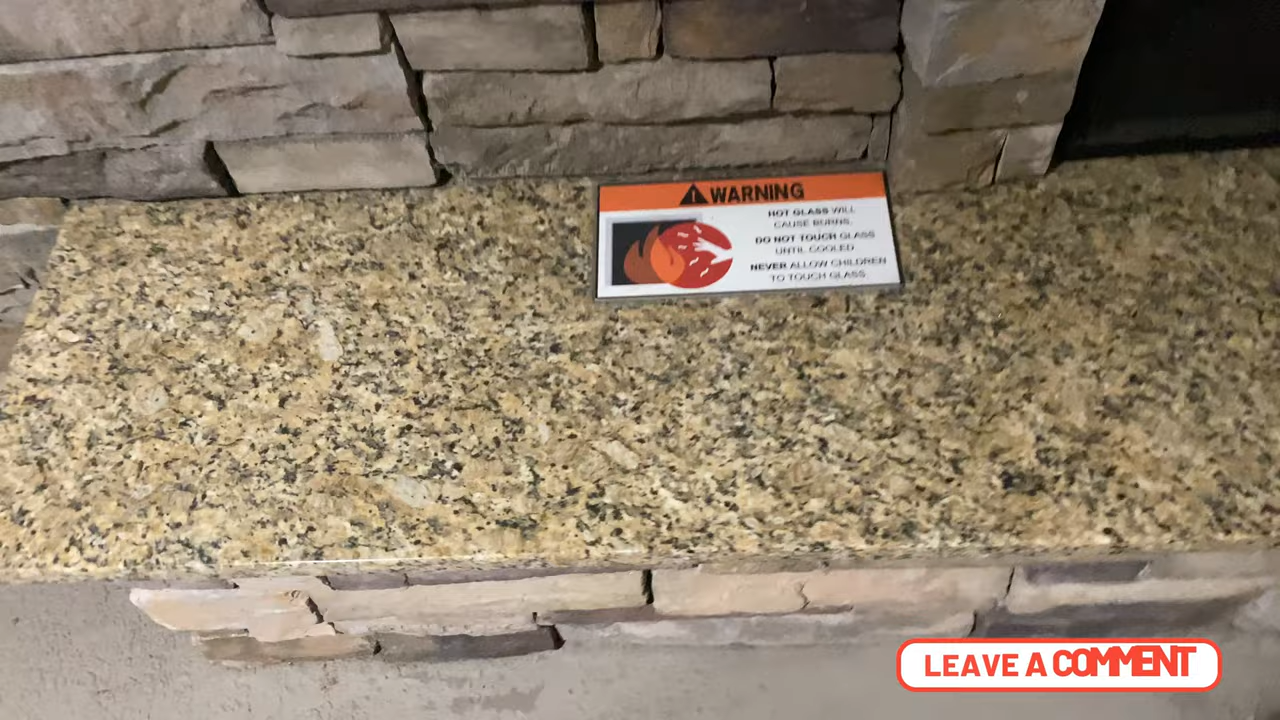 WARNING
HOT GLASS WILL
CAUSE BURNS.
DO NOT TOUCH GLASS
UNTIL COOLED.
NEVER ALLOW CHILDREN
TO TOUCH GLASS.
LEAVE A COMMENT